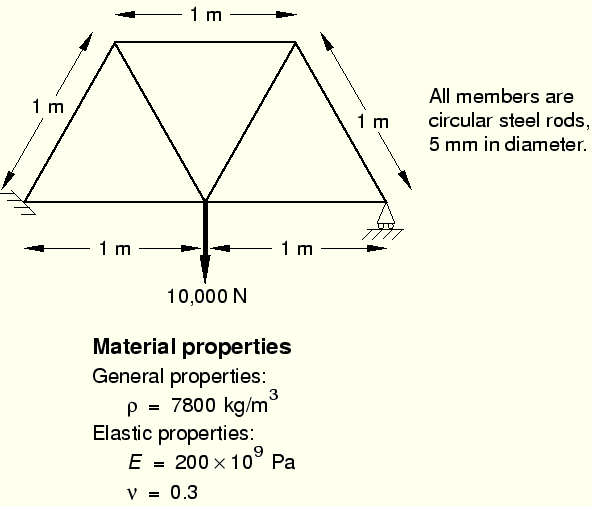 1 m
1 m
1 m
All members are
circular steel rods,
5 mm in diameter.
1 m
1 m
10,000 N
Material properties
General properties:
ρ = 7800 kg/m³
Elastic properties:
E = 200×10⁹ Pa
ν = 0.3